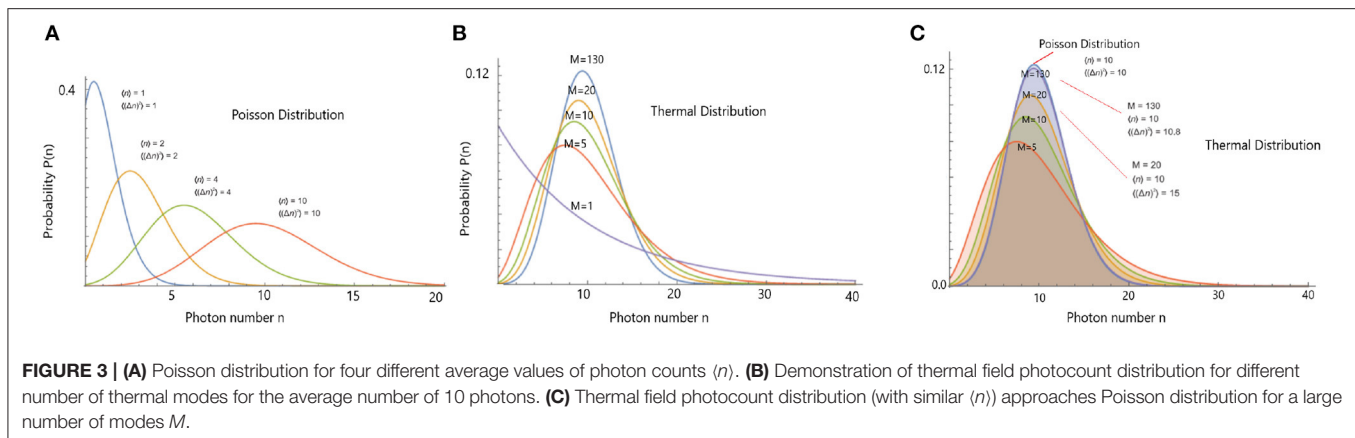 A
0.4
Probability P(n)
⟨n⟩ = 1
⟨(Δn)²⟩ = 1
⟨n⟩ = 2
⟨(Δn)²⟩ = 2
⟨n⟩ = 4
⟨(Δn)²⟩ = 4
⟨n⟩ = 10
⟨(Δn)²⟩ = 10
Poisson Distribution
5 10 15 20
Photon number n
B
0.12
Probability P(n)
M=130
M=20
M=10
M=5
M=1
Thermal Distribution
10 20 30 40
Photon number n
C
0.12
0.0
Poisson Distribution
⟨n⟩ = 10
⟨(Δn)²⟩ = 10
M=130
M=20
M=10
M=5
M = 130
⟨n⟩ = 10
⟨(Δn)²⟩ = 10.8
M = 20
⟨n⟩ = 10
⟨(Δn)²⟩ = 15
Thermal Distribution
10 20 30 40
Photon number n
FIGURE 3 | (A) Poisson distribution for four different average values of photon counts ⟨n⟩. (B) Demonstration of thermal field photocount distribution for different
number of thermal modes for the average number of 10 photons. (C) Thermal field photocount distribution (with similar ⟨n⟩) approaches Poisson distribution for a large
number of modes M.